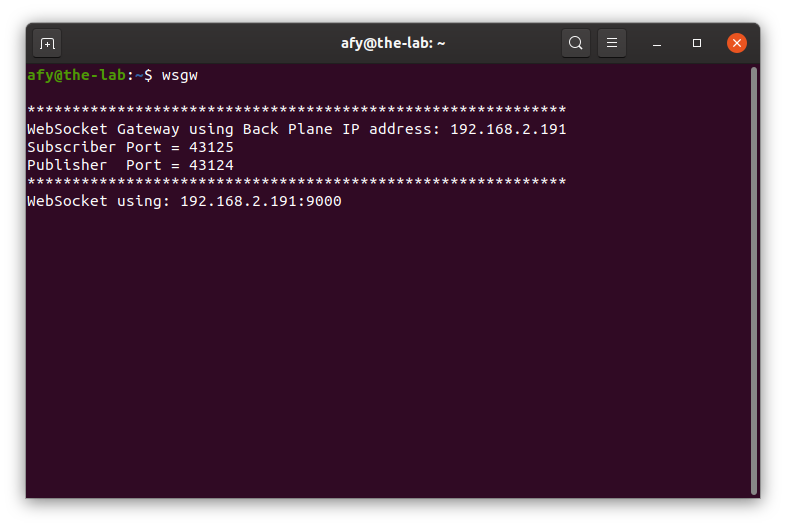 afy@the-lab: ~
afy@the-lab:~$ wsgw
************************************************************
WebSocket Gateway using Back Plane IP address: 192.168.2.191
Subscriber Port = 43125
Publisher  Port = 43124
************************************************************
WebSocket using: 192.168.2.191:9000